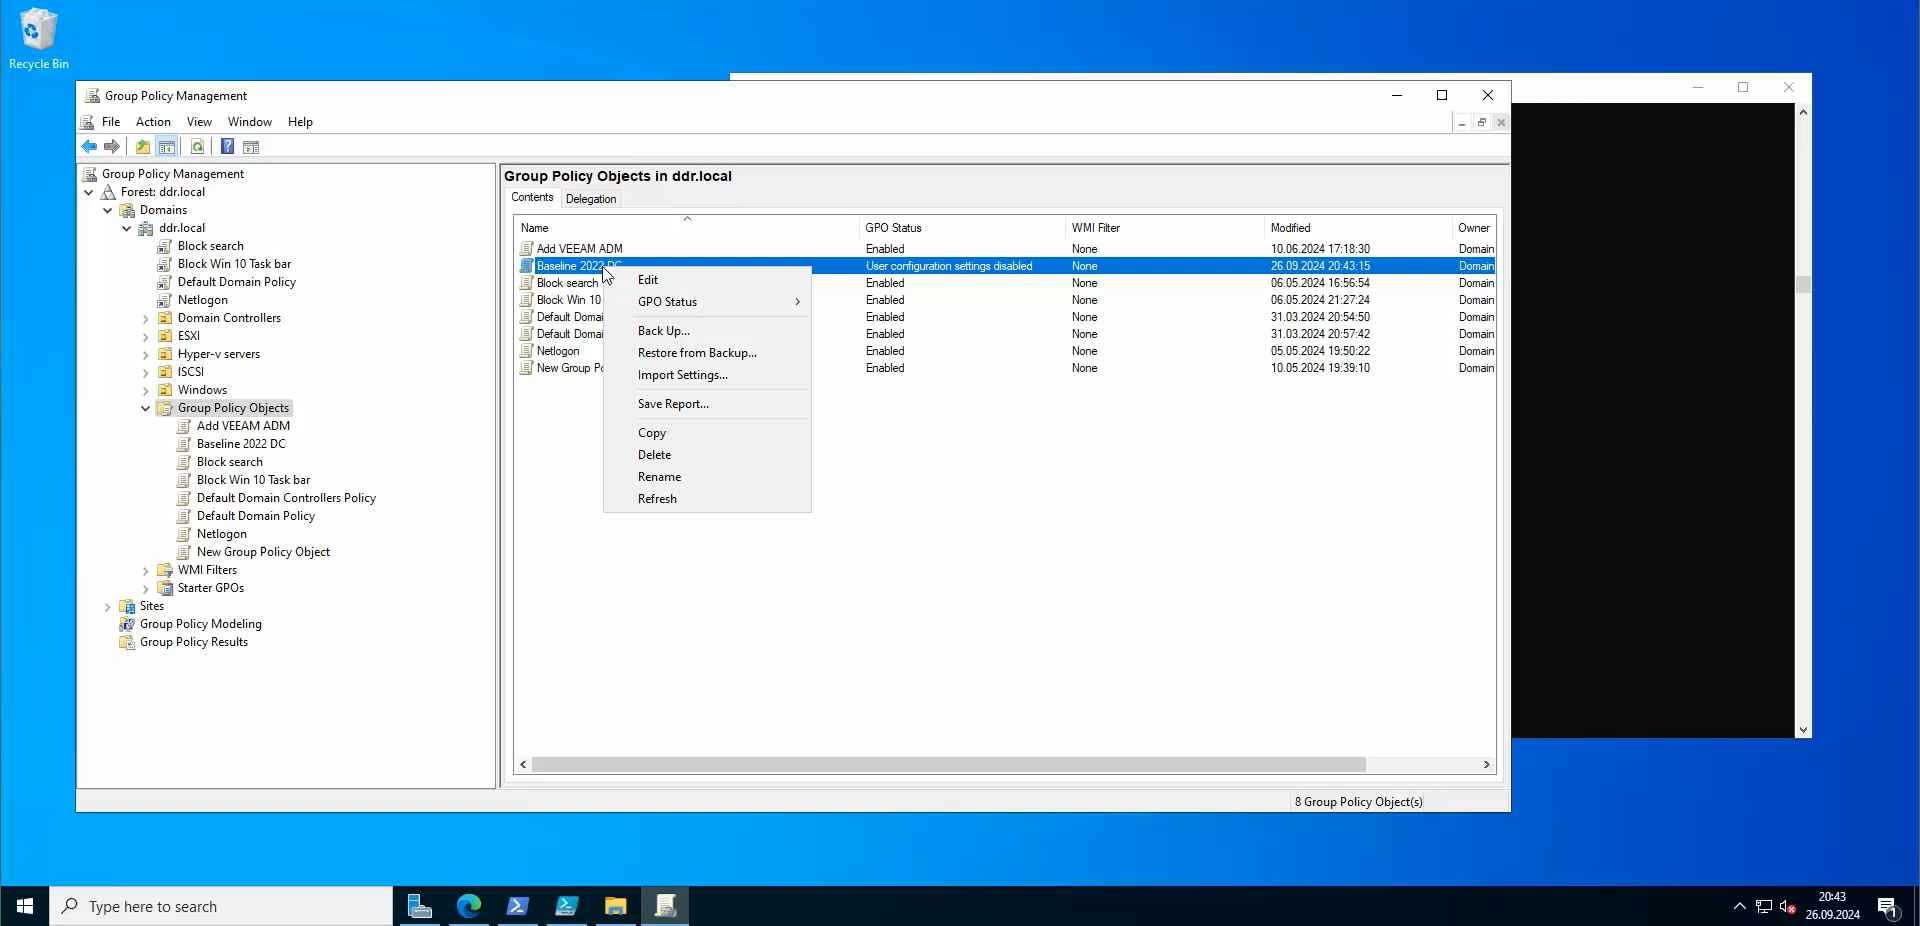 Recycle Bin
Group Policy Management
File Action View Window Help
Group Policy Management
Forest: ddr.local
Domains
ddr.local
Block search
Block Win 10 Task bar
Default Domain Policy
Netlogon
Domain Controllers
ESXI
Hyper-v servers
ISCSI
Windows
Group Policy Objects
Add VEEAM ADM
Baseline 2022 DC
Block search
Block Win 10 Task bar
Default Domain Controllers Policy
Default Domain Policy
Netlogon
New Group Policy Object
WMI Filters
Starter GPOs
Sites
Group Policy Modeling
Group Policy Results
Group Policy Objects in ddr.local
Contents Delegation
Name GPO Status WMI Filter Modified Owner
Add VEEAM ADM Enabled None 10.06.2024 17:18:30 Domain
Baseline 2022 DC User configuration settings disabled None 26.09.2024 20:43:15 Domain
Block search Enabled None 06.05.2024 16:56:54 Domain
Block Win 10 Enabled None 06.05.2024 21:27:24 Domain
Default Domai Enabled None 31.03.2024 20:54:50 Domain
Default Domai Enabled None 31.03.2024 20:57:42 Domain
Netlogon Enabled None 05.05.2024 19:50:22 Domain
New Group Po Enabled None 10.05.2024 19:39:10 Domain
Edit
GPO Status
Back Up...
Restore from Backup...
Import Settings...
Save Report...
Copy
Delete
Rename
Refresh
8 Group Policy Object(s)
Type here to search
20:43
26.09.2024
1